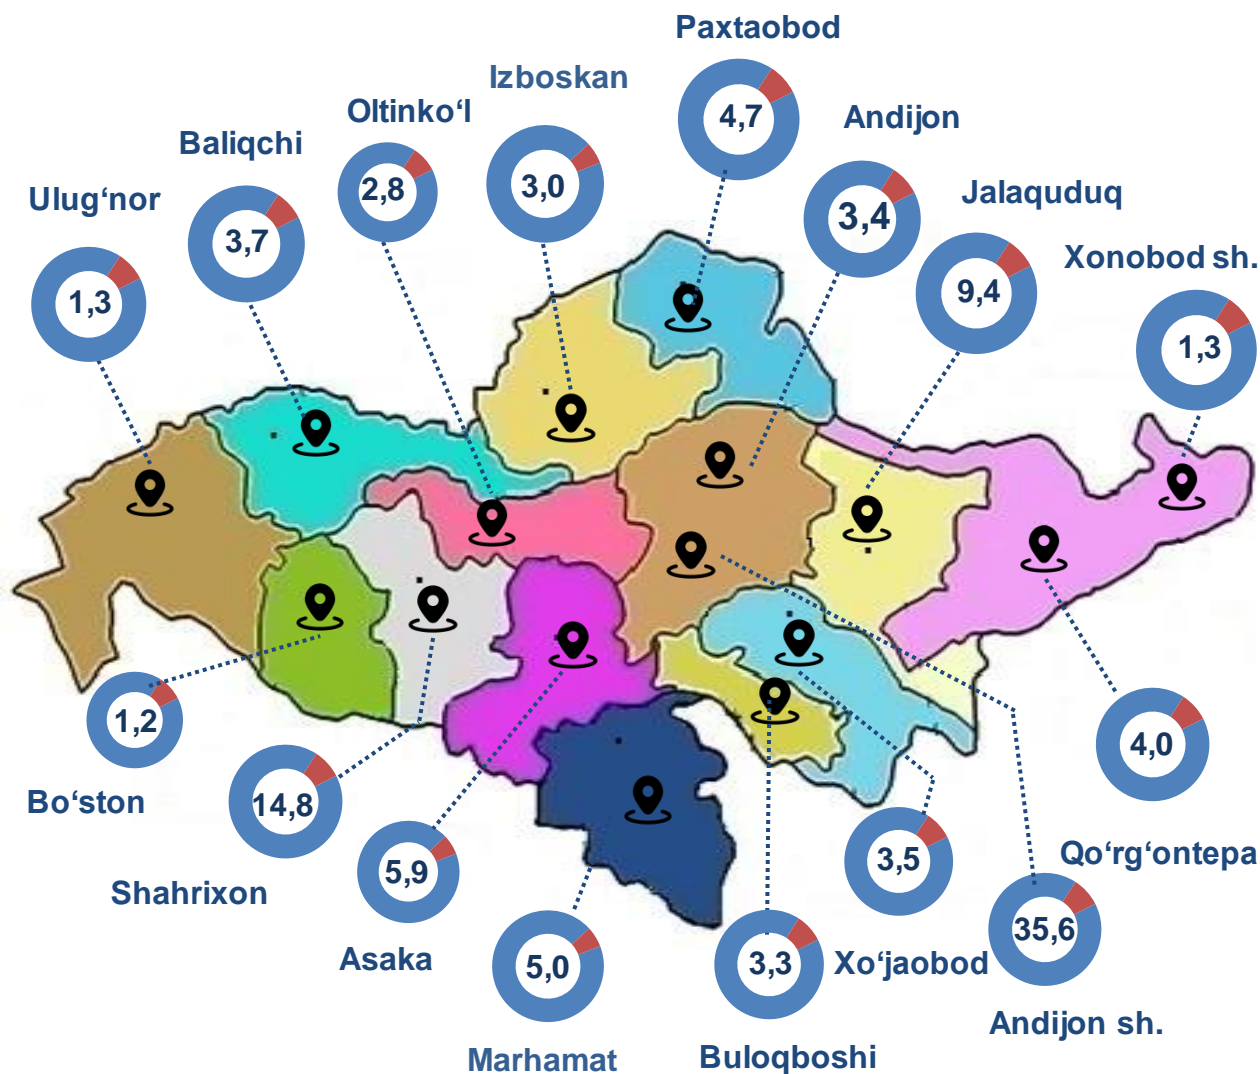 Paxtaobod
4,7
Izboskan
3,0
Oltinko‘l
2,8
Andijon
3,4
Baliqchi
3,7
Jalaquduq
9,4
Ulug‘nor
1,3
Xonobod sh.
1,3
Bo‘ston
1,2
Shahrixon
14,8
Asaka
5,9
Marhamat
5,0
Buloqboshi
3,3
Xo‘jaobod
3,5
Qo‘rg‘ontepa
4,0
Andijon sh.
35,6